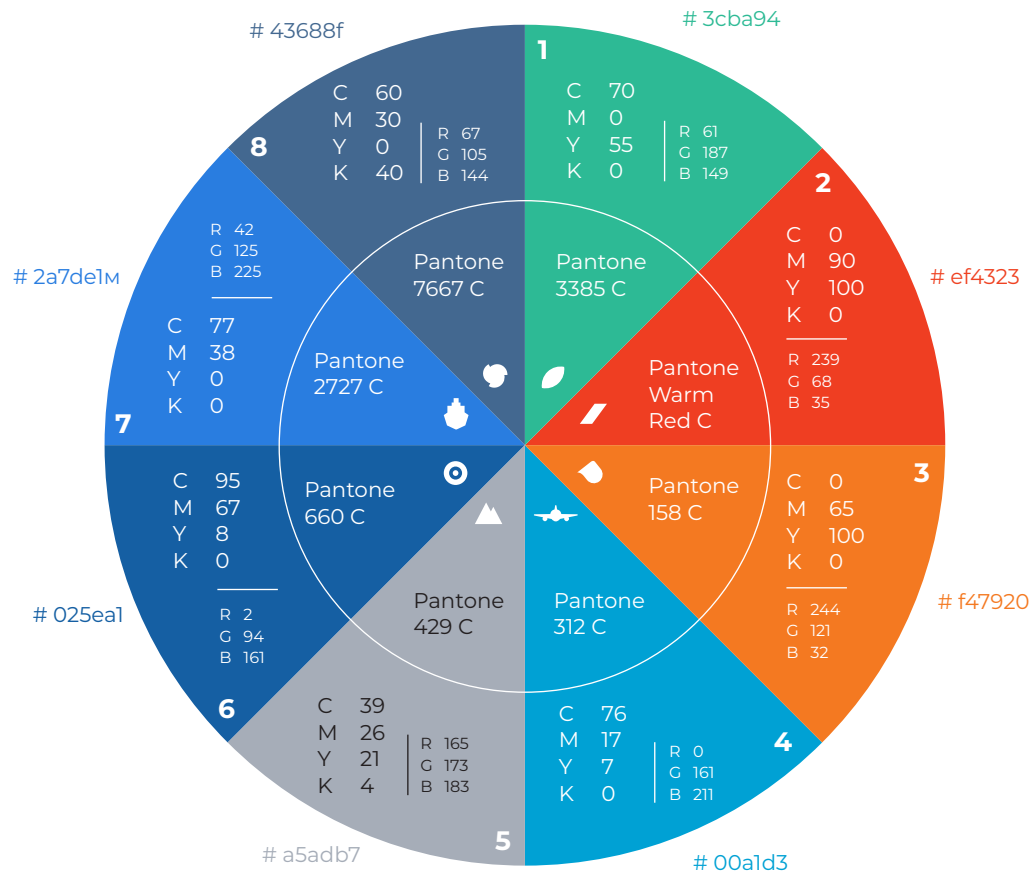 # 3cba94
1
C 70
M 0
Y 55
K 0
R 61
G 187
B 149
Pantone
3385 C
2
# ef4323
C 0
M 90
Y 100
K 0
R 239
G 68
B 35
Pantone
Warm
Red C
3
# f47920
C 0
M 65
Y 100
K 0
R 244
G 121
B 32
Pantone
158 C
4
# 00a1d3
C 76
M 17
Y 7
K 0
R 0
G 161
B 211
Pantone
312 C
5
# a5adb7
C 39
M 26
Y 21
K 4
R 165
G 173
B 183
Pantone
429 C
6
# 025ea1
C 95
M 67
Y 8
K 0
R 2
G 94
B 161
Pantone
660 C
7
# 2a7de1м
R 42
G 125
B 225
C 77
M 38
Y 0
K 0
Pantone
2727 C
8
# 43688f
C 60
M 30
Y 0
K 40
R 67
G 105
B 144
Pantone
7667 C